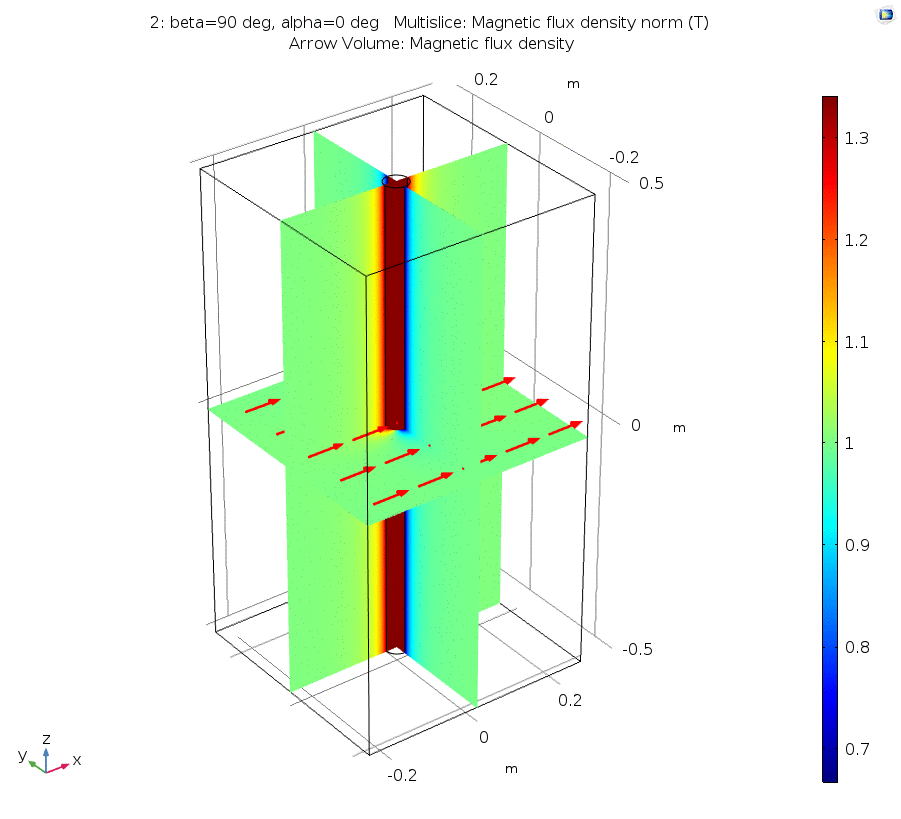 2: beta=90 deg, alpha=0 deg   Multislice: Magnetic flux density norm (T)
Arrow Volume: Magnetic flux density
0.2
m
0
-0.2
0.5
1.3
1.2
1.1
0
m
1
0.9
0.8
-0.5
0.2
0
-0.2
m
0.7
z
y
x